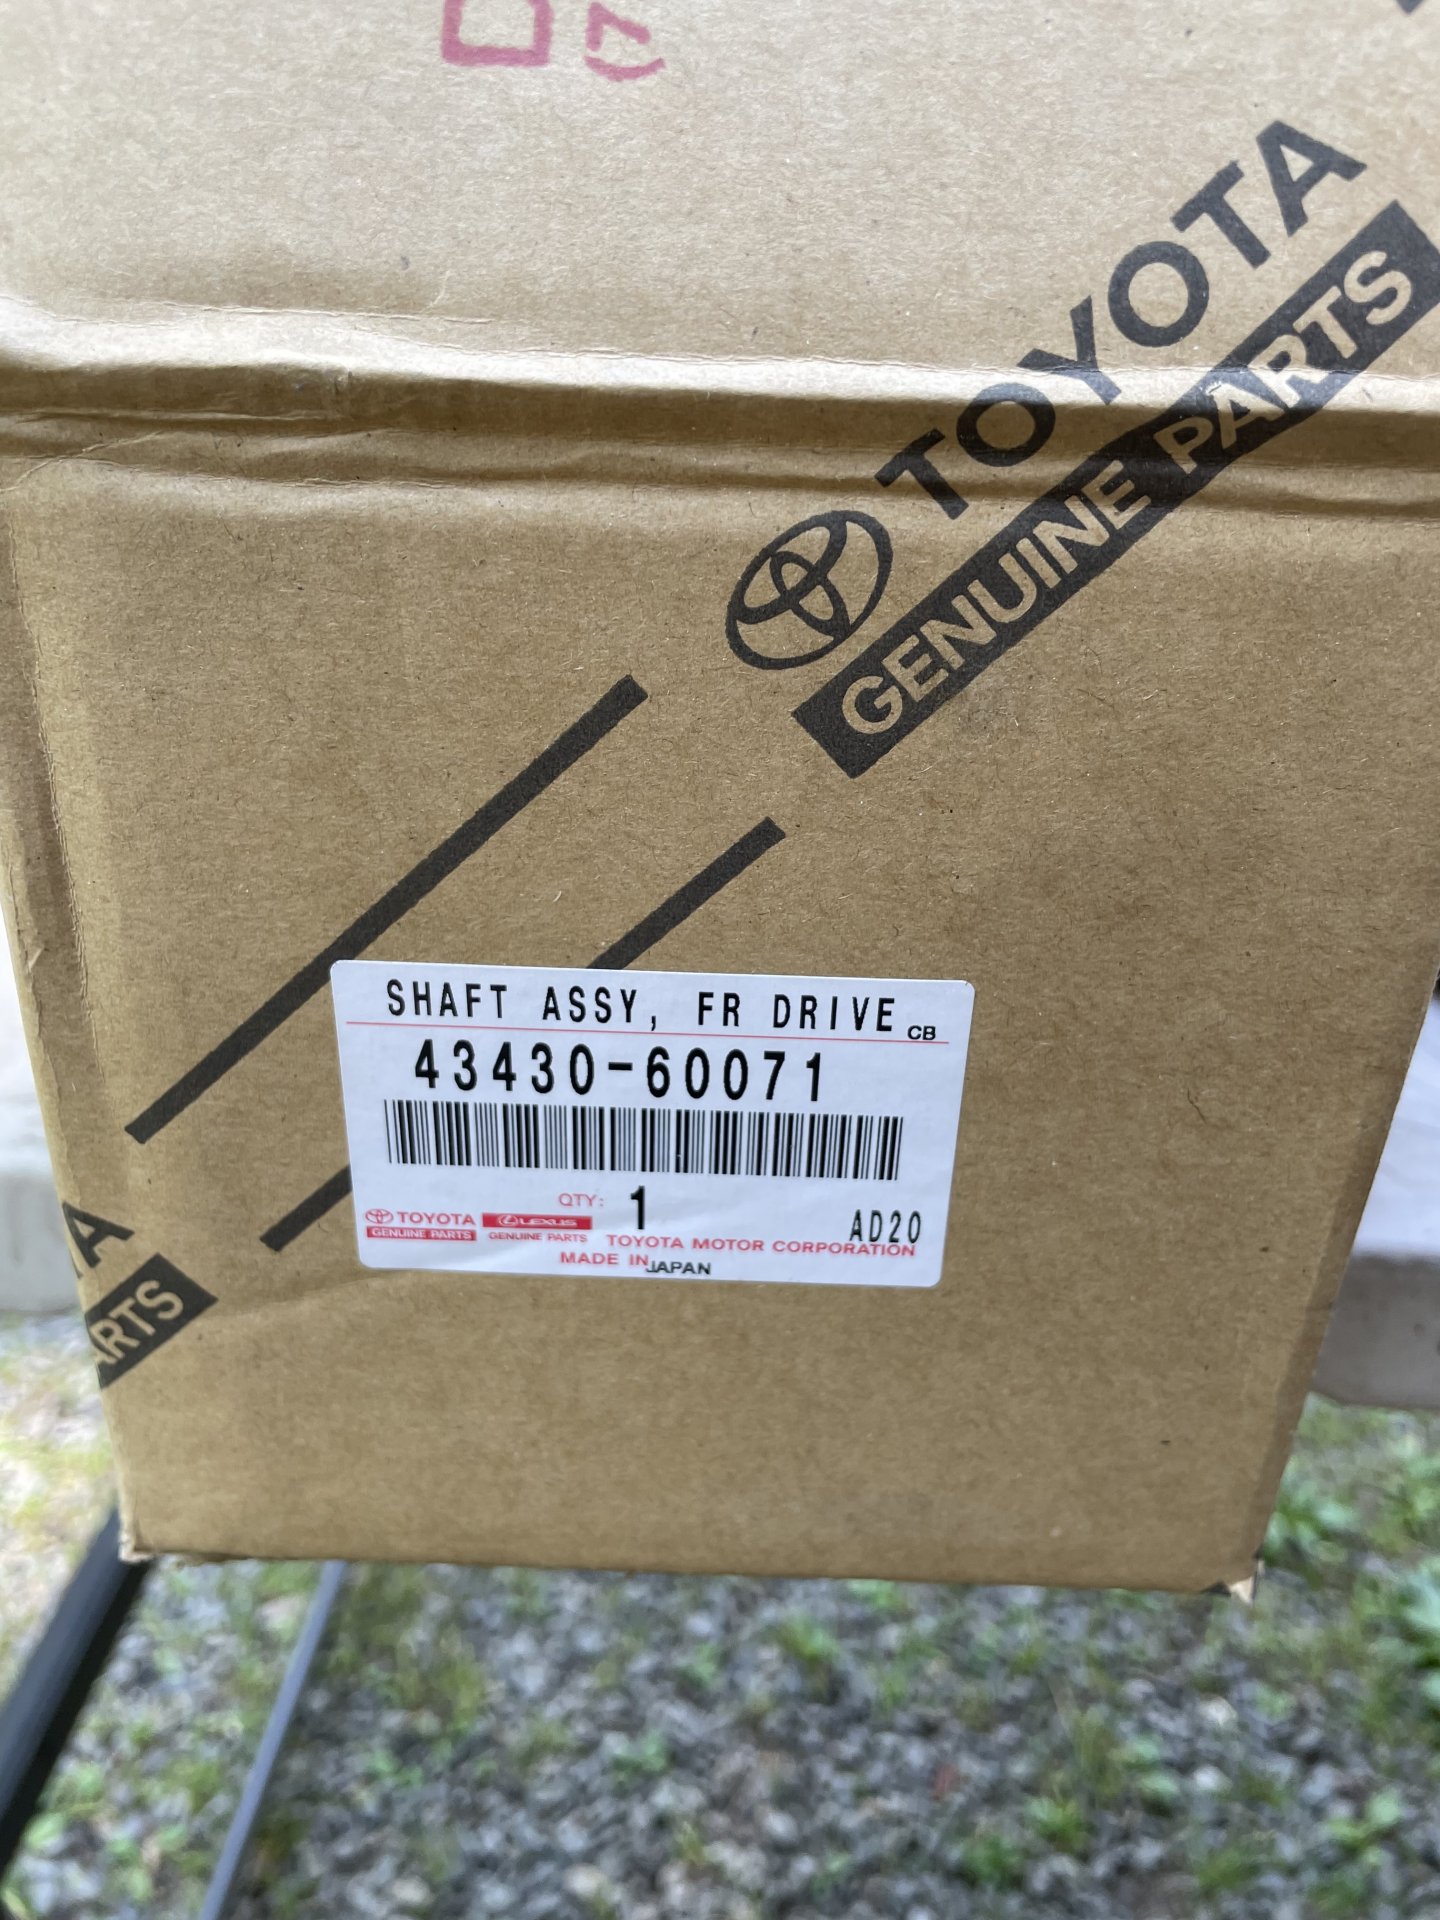 TOYOTA
GENUINE PARTS
SHAFT ASSY, FR DRIVE CB
43430-60071
QTY: 1
AD20
TOYOTA
GENUINE PARTS
LEXUS
GENUINE PARTS
TOYOTA MOTOR CORPORATION
MADE IN JAPAN
A
ARTS